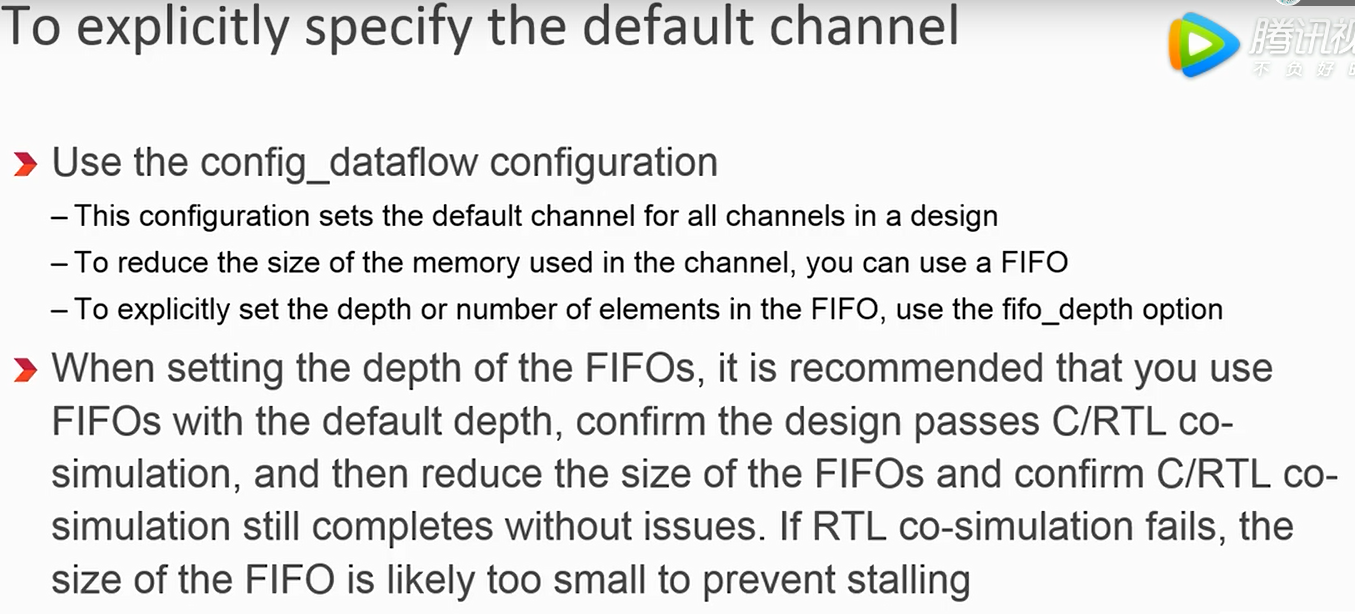 To explicitly specify the default channel
腾讯视
不负好
Use the config_dataflow configuration
– This configuration sets the default channel for all channels in a design
– To reduce the size of the memory used in the channel, you can use a FIFO
– To explicitly set the depth or number of elements in the FIFO, use the fifo_depth option
When setting the depth of the FIFOs, it is recommended that you use
FIFOs with the default depth, confirm the design passes C/RTL co-
simulation, and then reduce the size of the FIFOs and confirm C/RTL co-
simulation still completes without issues. If RTL co-simulation fails, the
size of the FIFO is likely too small to prevent stalling